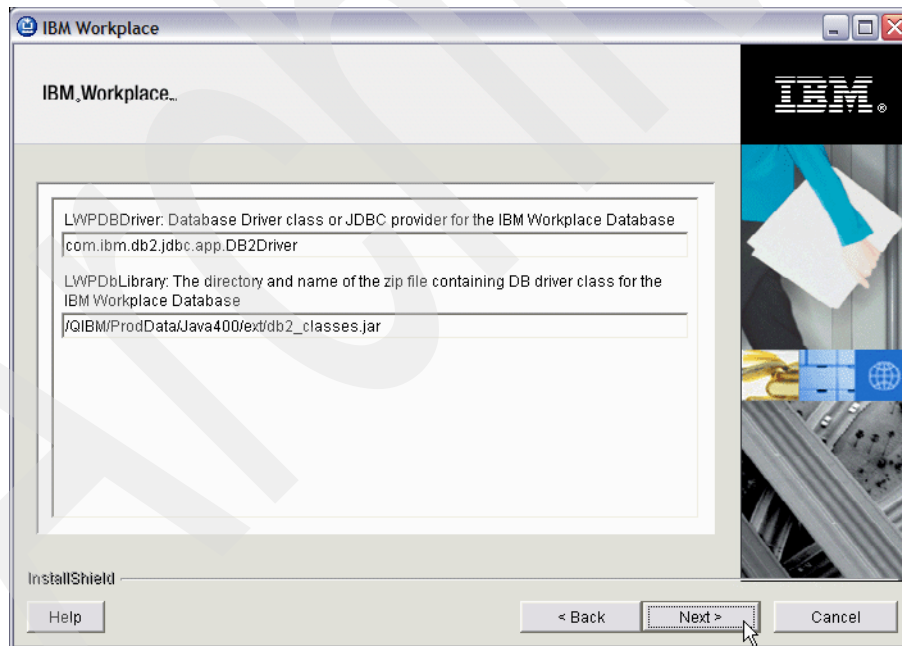 IBM Workplace
IBM Workplace™
IBM®
LWPDBDriver: Database Driver class or JDBC provider for the IBM Workplace Database
com.ibm.db2.jdbc.app.DB2Driver
LWPDbLibrary: The directory and name of the zip file containing DB driver class for the
IBM Workplace Database
/QIBM/ProdData/Java400/ext/db2_classes.jar
InstallShield
Help
< Back
Next >
Cancel